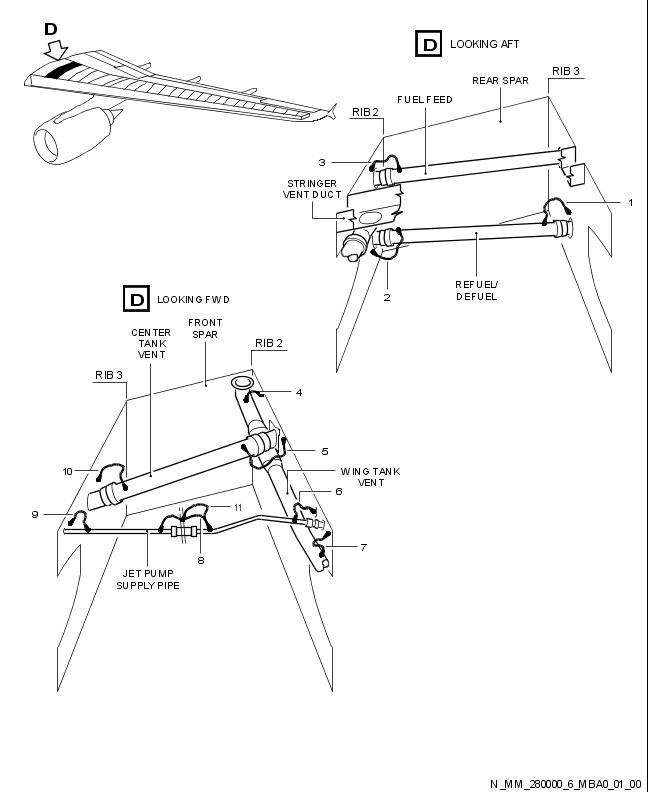 D
D LOOKING AFT
RIB 3
REAR SPAR
FUEL FEED
RIB 2
3
STRINGER
VENT DUCT
1
2
REFUEL/
DEFUEL
D LOOKING FWD
FRONT
SPAR
CENTER
TANK
VENT
RIB 2
RIB 3
4
5
10
WING TANK
VENT
6
9
11
7
8
JET PUMP
SUPPLY PIPE
N_MM_280000_6_MBA0_01_00